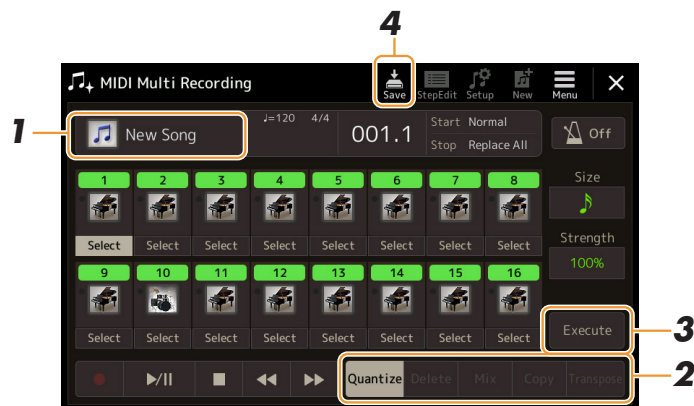 4
MIDI Multi Recording
Save StepEdit Setup New Menu
1
New Song
♩=120 4/4
001.1
Start Normal
Stop Replace All
Off
1 2 3 4 5 6 7 8
Size
Select Select Select Select Select Select Select Select
Strength
100%
9 10 11 12 13 14 15 16
Select Select Select Select Select Select Select Select
Execute
3
Quantize Delete Mix Copy Transpose
2